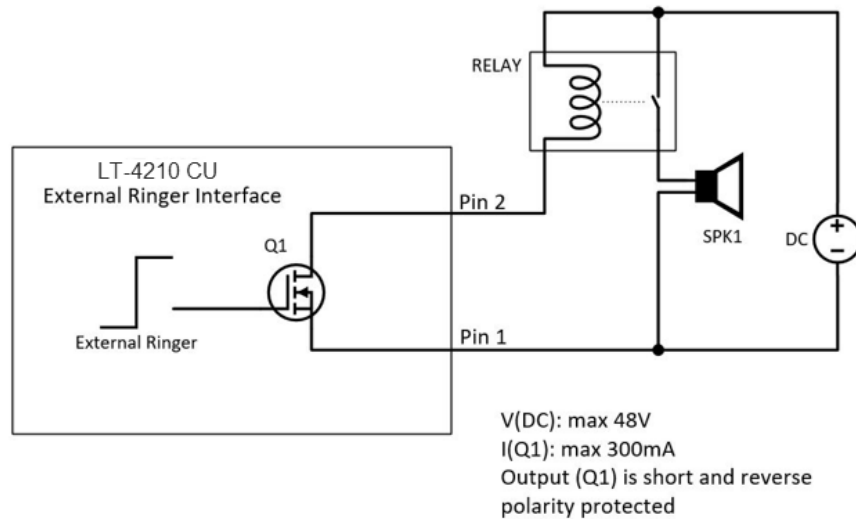 RELAY
LT-4210 CU
External Ringer Interface
Pin 2
Q1
SPK1
+
DC
−
External Ringer
Pin 1
V(DC): max 48V
I(Q1): max 300mA
Output (Q1) is short and reverse
polarity protected